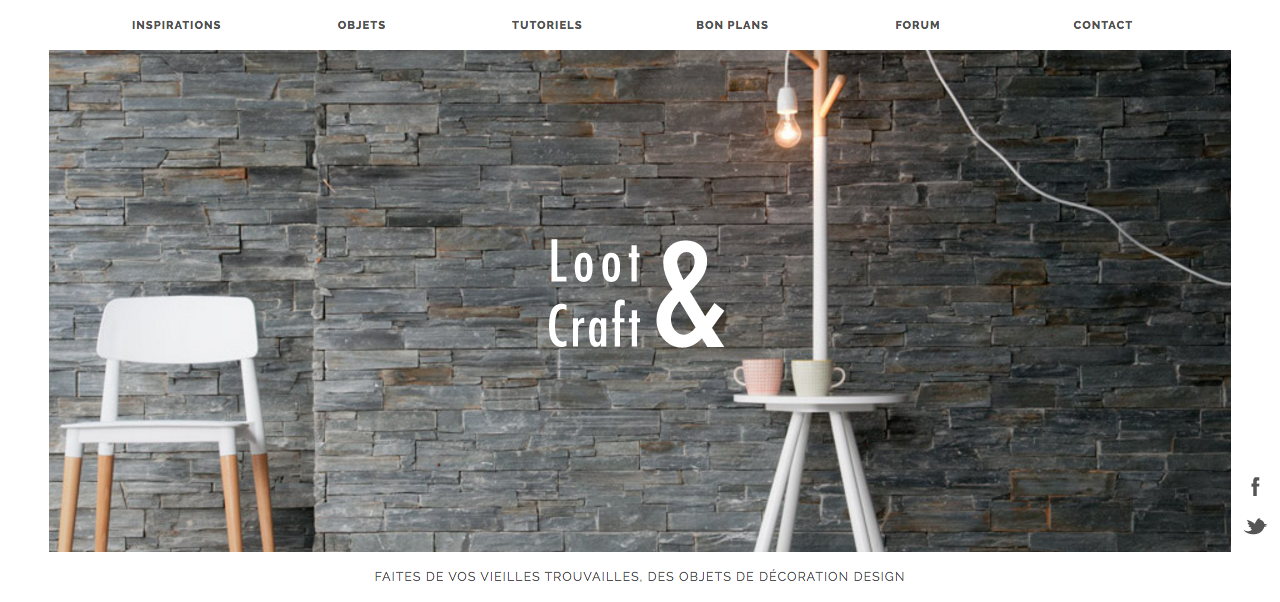 INSPIRATIONS OBJETS TUTORIELS BON PLANS FORUM CONTACT
Loot &
Craft
FAITES DE VOS VIEILLES TROUVAILLES, DES OBJETS DE DÉCORATION DESIGN